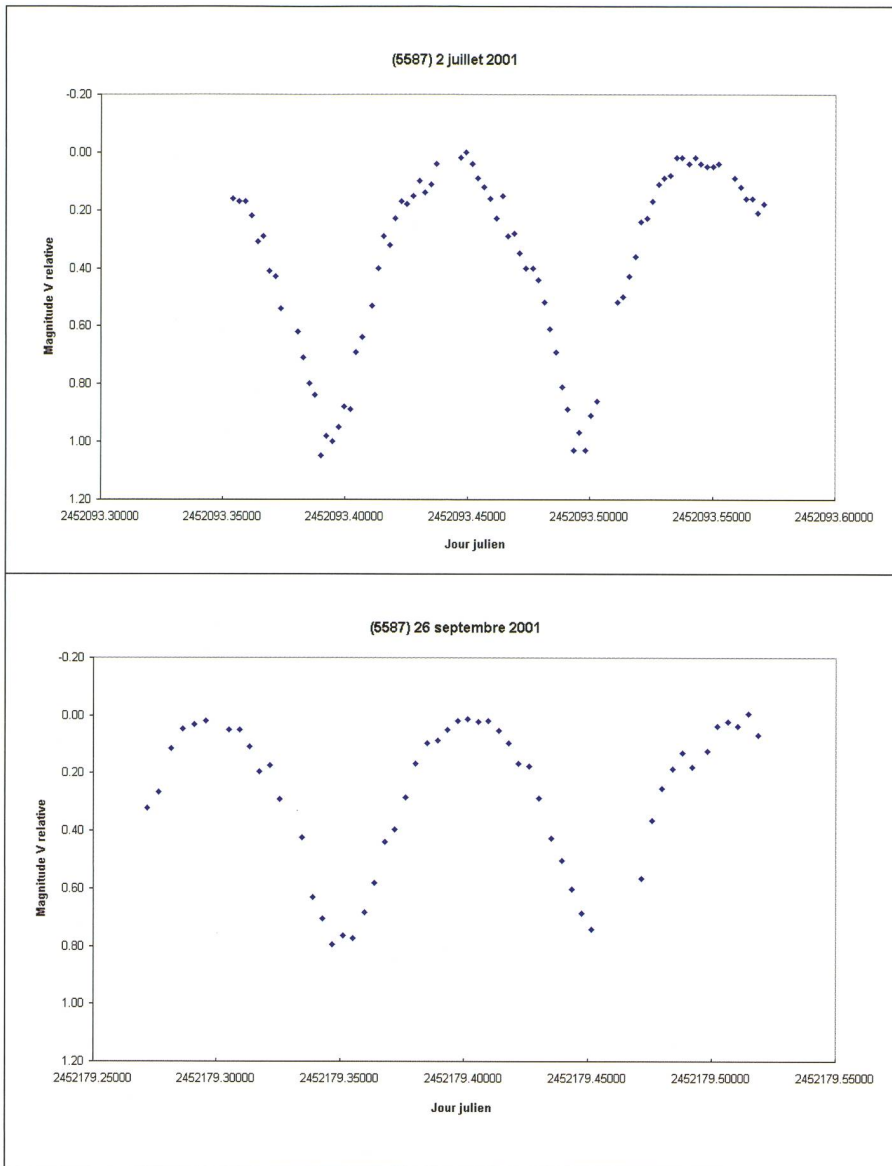 (5587) 2 juillet 2001
-0.20
0.00
0.20
0.40
0.60
0.80
1.00
1.20
Magnitude V relative
2452093.30000 2452093.35000 2452093.40000 2452093.45000 2452093.50000 2452093.55000 2452093.60000
Jour julien
(5587) 26 septembre 2001
-0.20
0.00
0.20
0.40
0.60
0.80
1.00
1.20
Magnitude V relative
2452179.25000 2452179.30000 2452179.35000 2452179.40000 2452179.45000 2452179.50000 2452179.55000
Jour julien